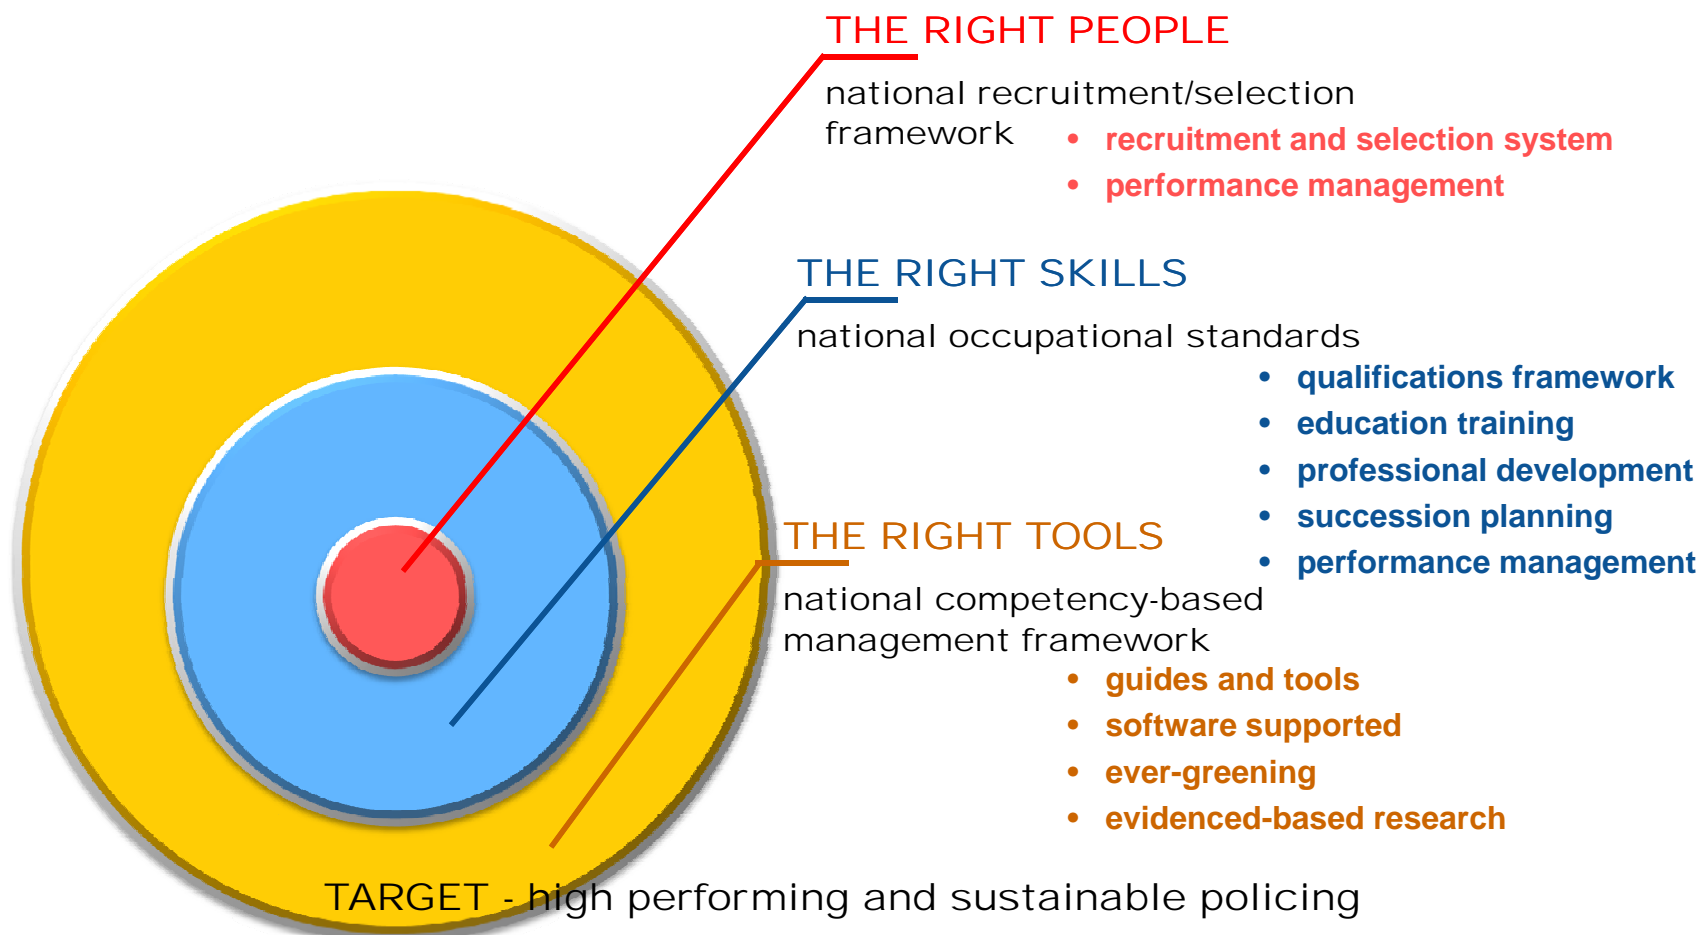 THE RIGHT PEOPLE
national recruitment/selection
framework
• recruitment and selection system
• performance management
THE RIGHT SKILLS
national occupational standards
• qualifications framework
• education training
• professional development
• succession planning
• performance management
THE RIGHT TOOLS
national competency-based
management framework
• guides and tools
• software supported
• ever-greening
• evidenced-based research
TARGET - high performing and sustainable policing